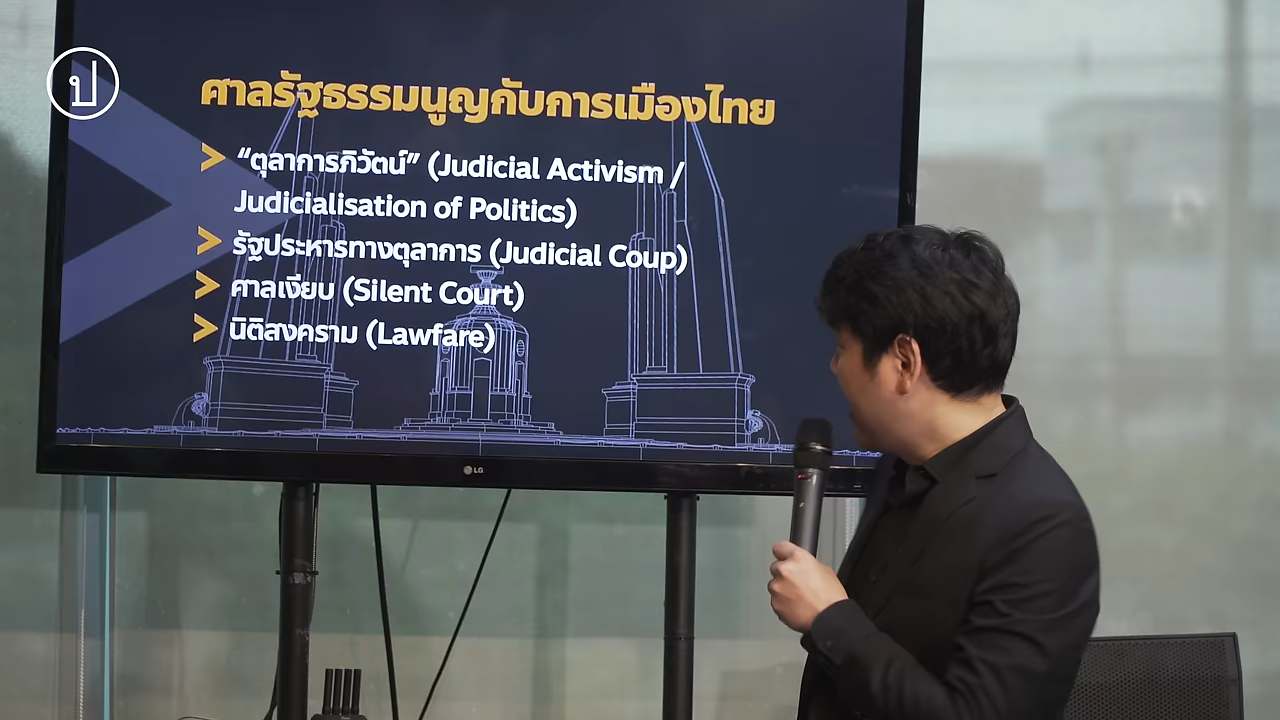 ป
ศาลรัฐธรรมนูญกับการเมืองไทย
“ตุลาการภิวัตน์” (Judicial Activism /
Judicialisation of Politics)
รัฐประหารทางตุลาการ (Judicial Coup)
ศาลเงียบ (Silent Court)
นิติสงคราม (Lawfare)
LG